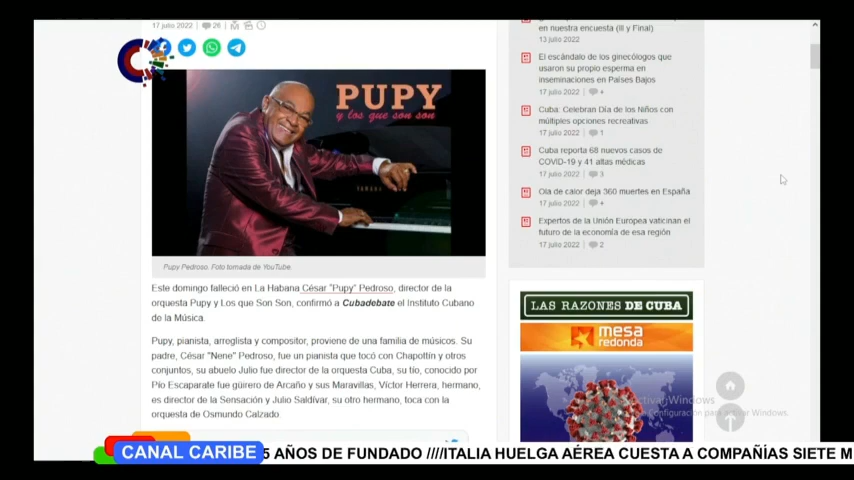 17 julio 2022 | 26
PUPY
y los que son son
YAMAHA
Pupy Pedroso. Foto tomada de YouTube.
Este domingo falleció en La Habana César "Pupy" Pedroso, director de la
orquesta Pupy y Los que Son Son, confirmó a Cubadebate el Instituto Cubano
de la Música.
Pupy, pianista, arreglista y compositor, proviene de una familia de músicos. Su
padre, César "Nene" Pedroso, fue un pianista que tocó con Chapottín y otros
conjuntos, su abuelo Julio fue director de la orquesta Cuba, su tío, conocido por
Pío Escaparate fue güirero de Arcaño y sus Maravillas, Víctor Herrera, hermano,
es director de la Sensación y Julio Saldívar, su otro hermano, toca con la
orquesta de Osmundo Calzado
en nuestra encuesta (III y Final)
13 julio 2022
El escándalo de los ginecólogos que
usaron su propio esperma en
inseminaciones en Países Bajos
17 julio 2022 | +
Cuba: Celebran Día de los Niños con
múltiples opciones recreativas
17 julio 2022 | 1
Cuba reporta 68 nuevos casos de
COVID-19 y 41 altas médicas
17 julio 2022 | 3
Ola de calor deja 360 muertes en España
17 julio 2022 | +
Expertos de la Unión Europea vaticinan el
futuro de la economía de esa región
17 julio 2022 | 2
LAS RAZONES DE CUBA
mesa
redonda
Activar Windows
Configuración para activar Windows.
CANAL CARIBE 5 AÑOS DE FUNDADO ////ITALIA HUELGA AÉREA CUESTA A COMPAÑÍAS SIETE M